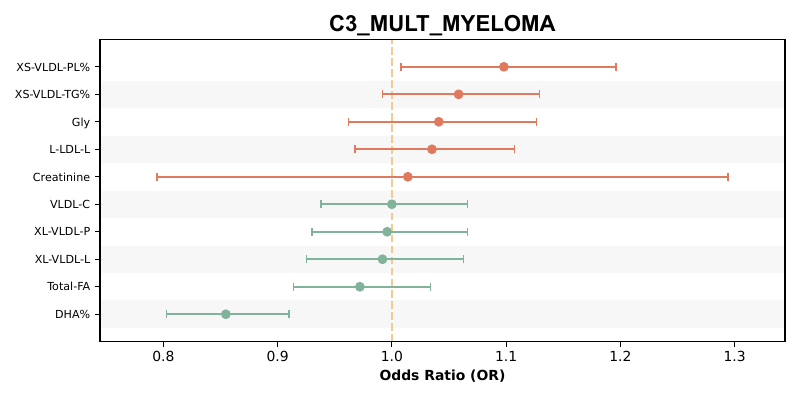 C3_MULT_MYELOMA
XS-VLDL-PL%
XS-VLDL-TG%
Gly
L-LDL-L
Creatinine
VLDL-C
XL-VLDL-P
XL-VLDL-L
Total-FA
DHA%
0.8 0.9 1.0 1.1 1.2 1.3
Odds Ratio (OR)